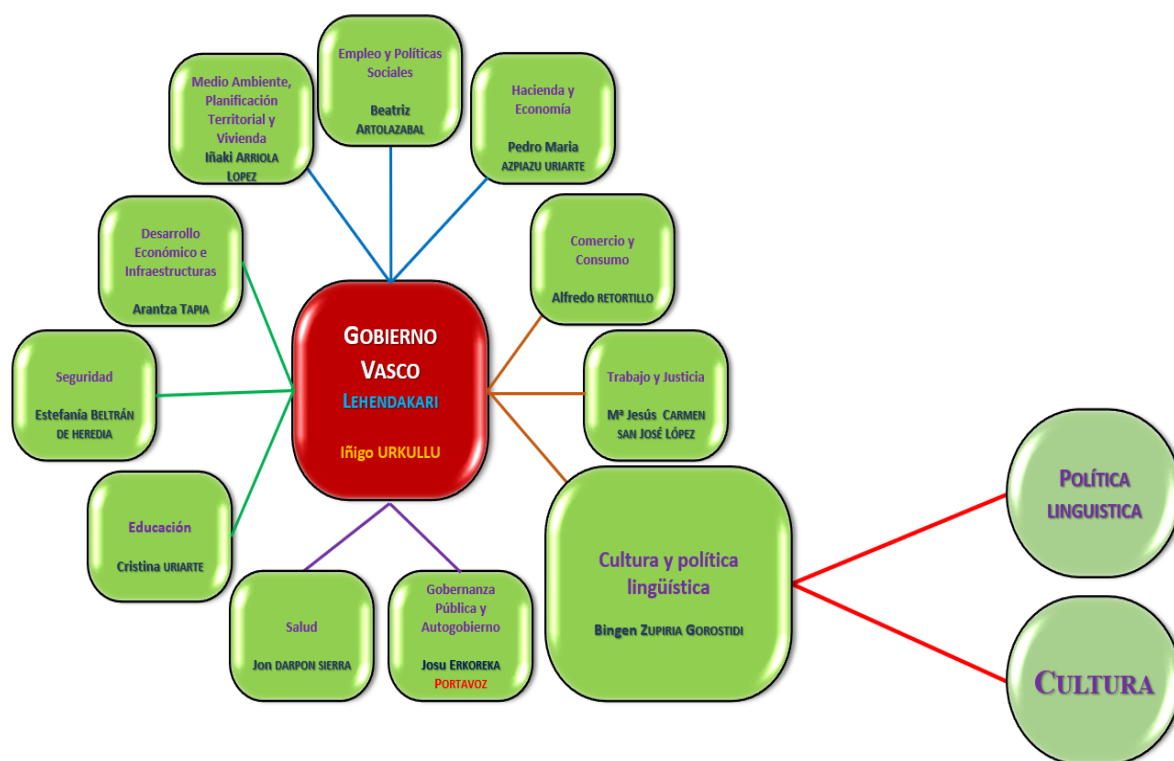 Empleo y Políticas
Sociales
Beatriz
ARTOLAZABAL
Medio Ambiente,
Planificación
Territorial y
Vivienda
Iñaki ARRIOLA
LOPEZ
Hacienda y
Economía
Pedro Maria
AZPIAZU URIARTE
Desarrollo
Económico e
Infraestructuras
Arantza TAPIA
Comercio y
Consumo
Alfredo RETORTILLO
GOBIERNO
VASCO
LEHENDAKARI
Iñigo URKULLU
Seguridad
Estefanía BELTRÁN
DE HEREDIA
Trabajo y Justicia
Mª Jesús CARMEN
SAN JOSÉ LÓPEZ
Educación
Cristina URIARTE
Cultura y política
lingüística
Bingen ZUPIRIA GOROSTIDI
Salud
Jon DARPON SIERRA
Gobernanza
Pública y
Autogobierno
Josu ERKOREKA
PORTAVOZ
POLÍTICA
LINGUISTICA
CULTURA